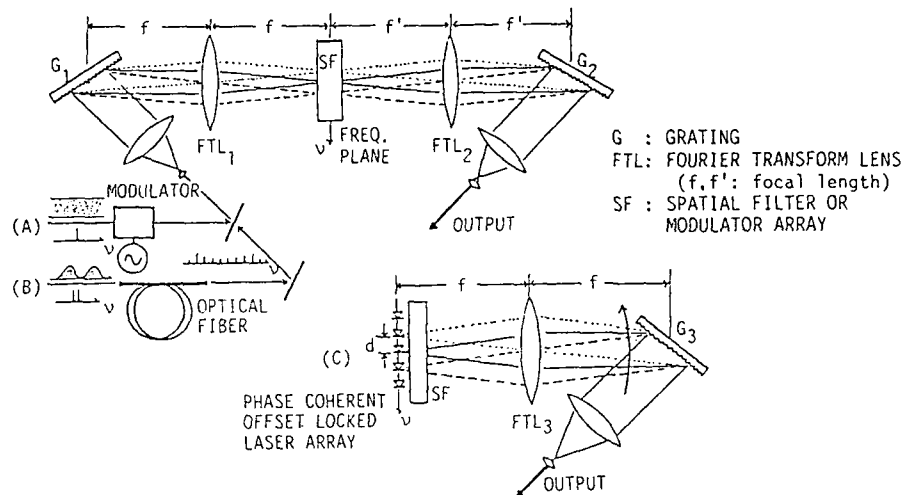 f f f' f'
G1 SF G2
FTL1 FREQ. PLANE FTL2
ν
MODULATOR
OUTPUT
G : GRATING
FTL: FOURIER TRANSFORM LENS
(f,f': focal length)
SF : SPATIAL FILTER OR
MODULATOR ARRAY
(A)
ν
ν
(B)
ν
OPTICAL
FIBER
f f
G3
d
(C)
SF
ν
PHASE COHERENT
OFFSET LOCKED
LASER ARRAY
FTL3
OUTPUT